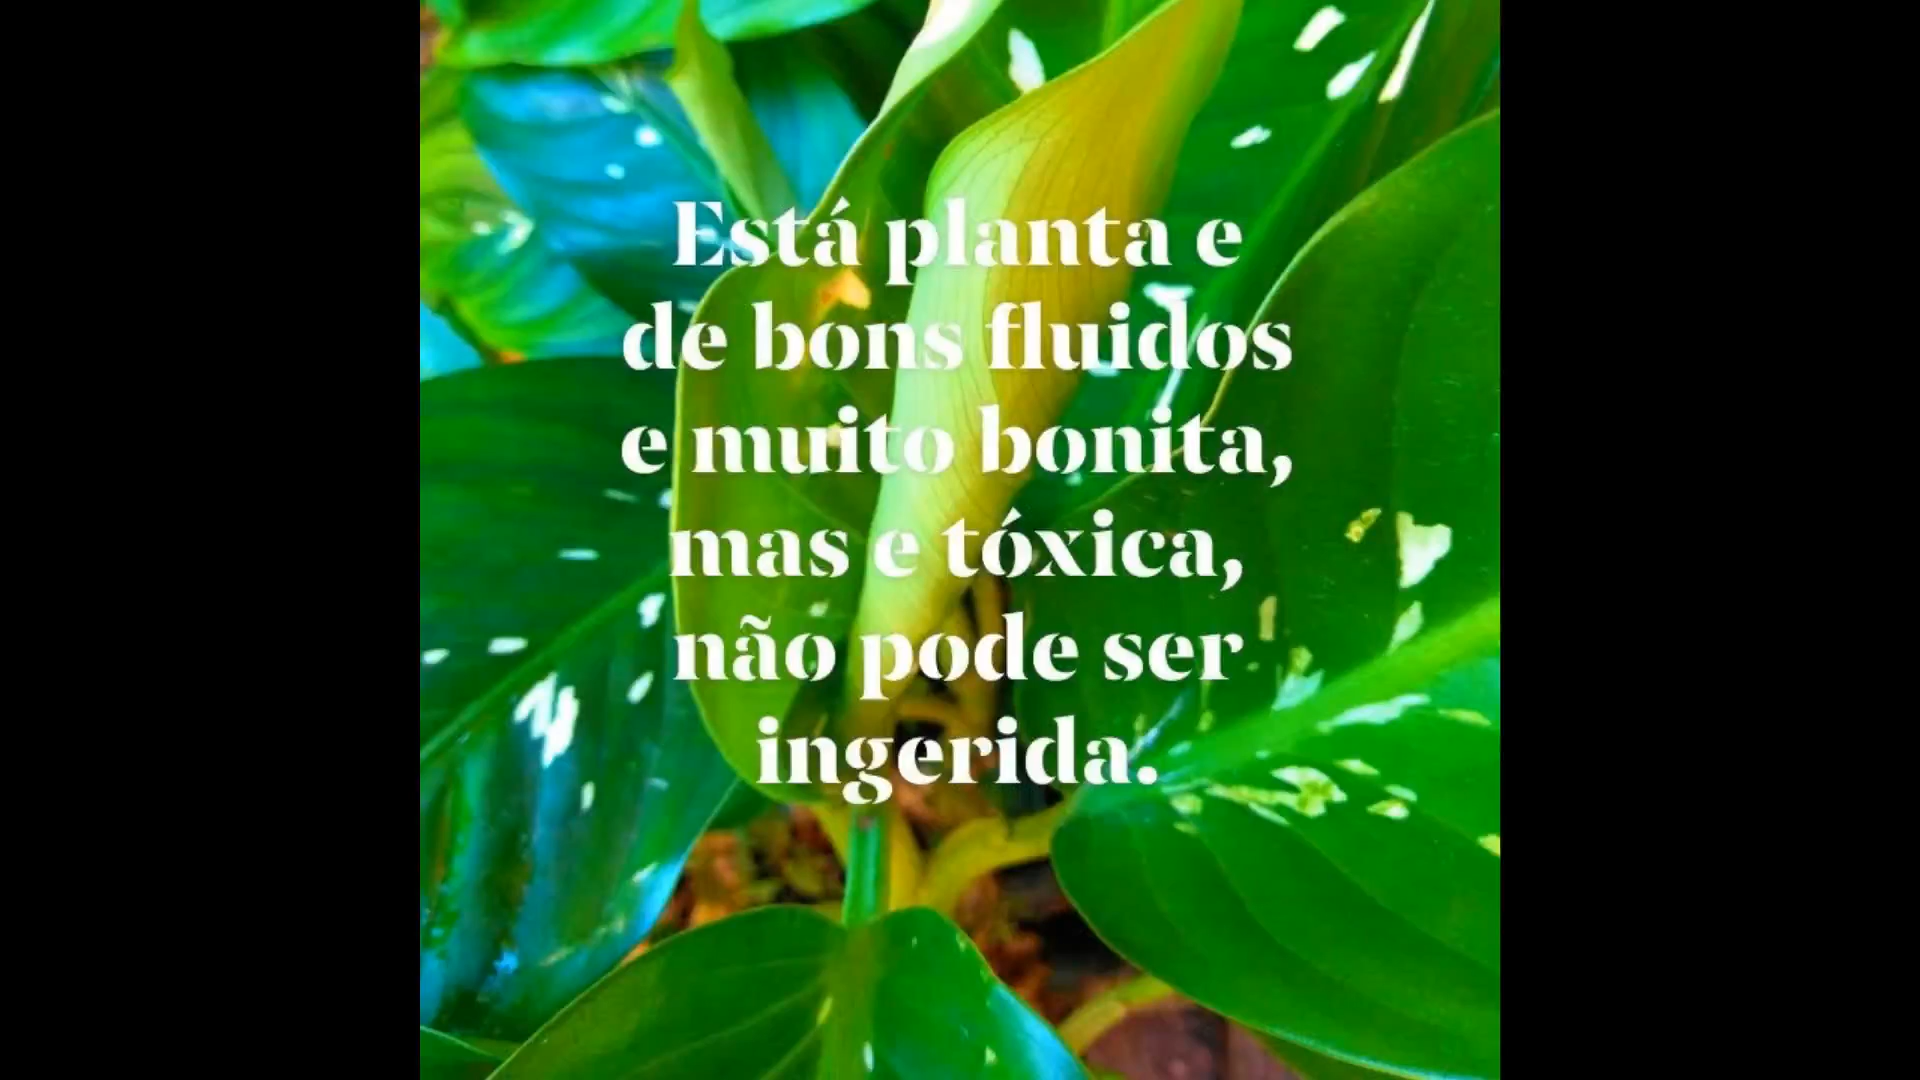 Está planta e
de bons fluidos
e muito bonita,
mas e tóxica,
não pode ser
ingerida.